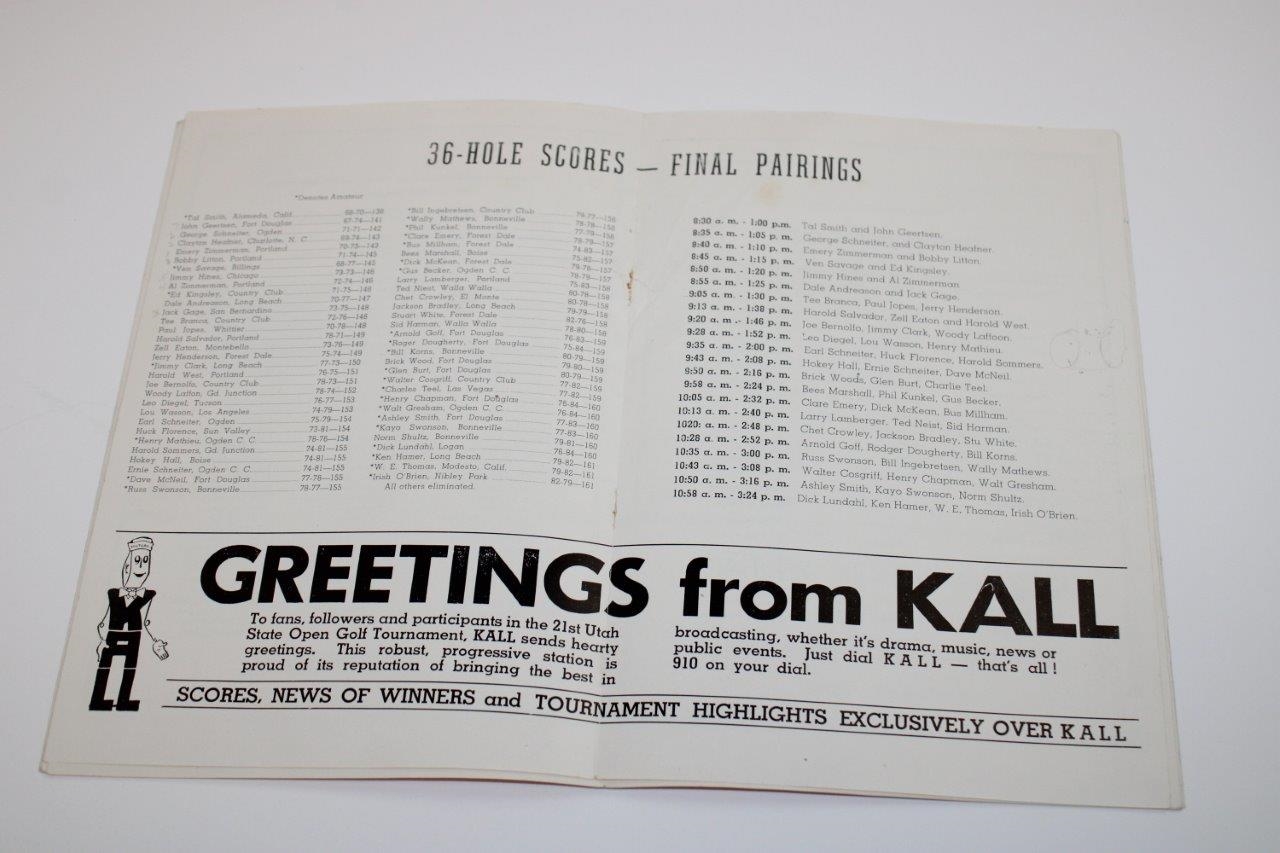 36-HOLE SCORES — FINAL PAIRINGS
*Denotes Amateur
*Tal Smith, Alameda, Calif. 68-70—138
John Geertsen, Fort Douglas 67-74—141
George Schneiter, Ogden 71-71—142
Clayton Heafner, Charlotte, N. C. 69-74—143
Emery Zimmerman, Portland 70-73—143
Bobby Litton, Portland 71-74—145
*Ven Savage, Billings 68-77—145
Jimmy Hines, Chicago 73-73—146
Al Zimmerman, Portland 72-74—146
*Ed Kingsley, Country Club 71-75—146
Dale Andreason, Long Beach 70-77—147
Jack Gage, San Bernardino 73-75—148
Tee Branca, Country Club 72-76—148
Paul Jopes, Whittier 70-78—148
Harold Salvador, Portland 78-71—149
Zell Eaton, Montebello 73-76—149
Jerry Henderson, Forest Dale 75-74—149
*Jimmy Clark, Long Beach 77-73—150
Harold West, Portland 76-75—151
Joe Bernolfo, Country Club 78-73—151
Woody Laffon, Gd. Junction 78-74—152
Leo Diegel, Tucson 76-77—153
Lou Wasson, Los Angeles 74-79—153
Earl Schneiter, Ogden 75-79—154
Huck Florence, Sun Valley 73-81—154
*Henry Mathieu, Ogden C. C. 78-76—154
Harold Sommers, Gd. Junction 74-81—155
Hokey Hall, Boise 74-81—155
Ernie Schneiter, Ogden C. C. 74-81—155
*Dave McNeil, Fort Douglas 77-78—155
*Russ Swonson, Bonneville 78-77—155
*Bill Ingebretsen, Country Club 79-77—156
*Wally Mathews, Bonneville 78-78—156
*Phil Kunkel, Bonneville 77-79—156
*Clare Emery, Forest Dale 78-79—157
*Bus Millham, Forest Dale 74-83—157
Bees Marshall, Boise 75-82—157
*Dick McKean, Forest Dale
*Gus Becker, Ogden C. C. 78-79—157
Larry Lamberger, Portland 75-83—158
Ted Neist, Walla Walla 80-78—158
Chet Crowley, El Monte 80-78—158
Jackson Bradley, Long Beach 79-79—158
Stuart White, Forest Dale 82-76—158
Sid Harman, Walla Walla 78-80—158
*Arnold Goff, Fort Douglas 76-83—159
*Roger Dougherty, Fort Douglas 75-84—159
*Bill Korns, Bonneville 80-79—159
Brick Wood, Fort Douglas 79-80—159
*Glen Burt, Fort Douglas 80-79—159
*Walter Cosgriff, Country Club 77-82—159
*Charles Teel, Las Vegas 77-82—159
*Henry Chapman, Fort Douglas 76-84—160
*Walt Gresham, Ogden C. C. 76-84—160
*Ashley Smith, Fort Douglas 77-83—160
*Kayo Swonson, Bonneville 77-83—160
Norm Shultz, Bonneville 79-81—160
*Dick Lundahl, Logan 76-84—160
*Ken Hamer, Long Beach 79-82—161
*W. E. Thomas, Modesto, Calif. 79-82—161
*Irish O'Brien, Nibley Park 82-79—161
All others eliminated.
8:30 a. m. - 1:00 p.m. Tal Smith and John Geertsen.
8:35 a. m. - 1:05 p. m. George Schneiter, and Clayton Heafner.
8:40 a. m. - 1:10 p. m. Emery Zimmerman and Bobby Litton.
8:45 a. m. - 1:15 p. m. Ven Savage and Ed Kingsley.
8:50 a. m. - 1:20 p. m. Jimmy Hines and Al Zimmerman
8:55 a. m. - 1:25 p. m. Dale Andreason and Jack Gage.
9:05 a. m. - 1:30 p. m. Tee Branca, Paul Jopes, Jerry Henderson.
9:13 a. m. - 1:38 p. m. Harold Salvador, Zell Eaton and Harold West.
9:20 a. m .- 1:46 p. m. Joe Bernolfo, Jimmy Clark, Woody Laffoon.
9:28 a. m. - 1:52 p. m. Leo Diegel, Lou Wasson, Henry Mathieu.
9:35 a. m. - 2:00 p. m. Earl Schneiter, Huck Florence, Harold Sommers.
9:43 a. m. - 2:08 p. m. Hokey Hall, Ernie Schneiter, Dave McNeil.
9:50 a. m. - 2:16 p. m. Brick Woods, Glen Burt, Charlie Teel.
9:58 a. m. - 2:24 p. m. Bees Marshall, Phil Kunkel, Gus Becker.
10:05 a. m. - 2:32 p. m. Clare Emery, Dick McKean, Bus Millham.
10:13 a. m. - 2:40 p. m. Larry Lamberger, Ted Neist, Sid Harman.
1020: a. m. - 2:48 p. m. Chet Crowley, Jackson Bradley, Stu White.
10:28 a. m. - 2:52 p. m. Arnold Goff, Rodger Dougherty, Bill Korns.
10:35 a. m. - 3:00 p. m. Russ Swonson, Bill Ingebretsen, Wally Mathews.
10:43 a. m. - 3:08 p. m. Walter Cosgriff, Henry Chapman, Walt Gresham.
10:50 a. m. - 3:16 p. m. Ashley Smith, Kayo Swonson, Norm Shultz.
10:58 a. m. - 3:24 p. m. Dick Lundahl, Ken Hamer, W. E. Thomas, Irish O'Brien.
KALL
GREETINGS from KALL
To fans, followers and participants in the 21st Utah
State Open Golf Tournament, KALL sends hearty
greetings. This robust, progressive station is
proud of its reputation of bringing the best in
broadcasting, whether it's drama, music, news or
public events. Just dial KALL — that's all!
910 on your dial.
SCORES, NEWS OF WINNERS and TOURNAMENT HIGHLIGHTS EXCLUSIVELY OVER KALL